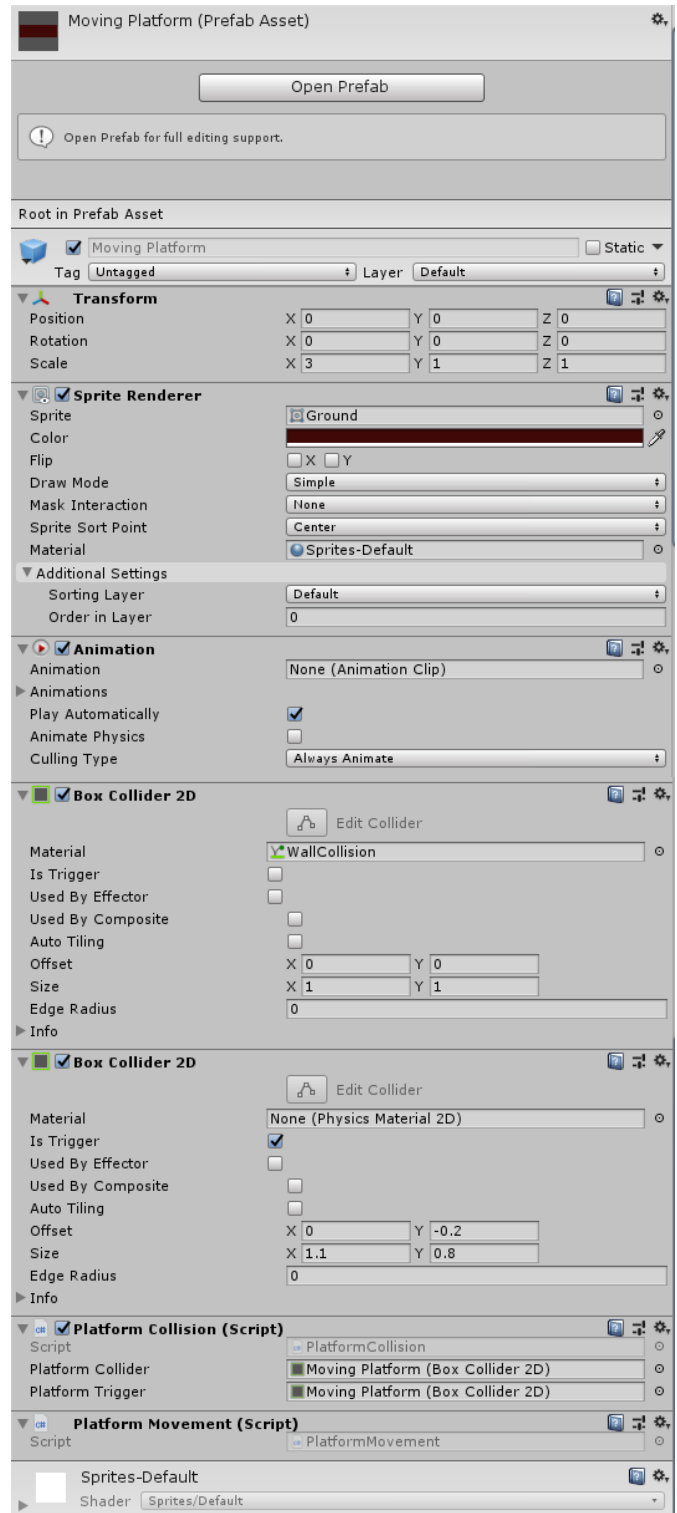 Moving Platform (Prefab Asset)
Open Prefab
Open Prefab for full editing support.
Root in Prefab Asset
Moving Platform Static
Tag Untagged Layer Default
Transform
Position X 0 Y 0 Z 0
Rotation X 0 Y 0 Z 0
Scale X 3 Y 1 Z 1
Sprite Renderer
Sprite Ground
Color
Flip X Y
Draw Mode Simple
Mask Interaction None
Sprite Sort Point Center
Material Sprites-Default
Additional Settings
Sorting Layer Default
Order in Layer 0
Animation
Animation None (Animation Clip)
Animations
Play Automatically
Animate Physics
Culling Type Always Animate
Box Collider 2D
Edit Collider
Material WallCollision
Is Trigger
Used By Effector
Used By Composite
Auto Tiling
Offset X 0 Y 0
Size X 1 Y 1
Edge Radius 0
Info
Box Collider 2D
Edit Collider
Material None (Physics Material 2D)
Is Trigger
Used By Effector
Used By Composite
Auto Tiling
Offset X 0 Y -0.2
Size X 1.1 Y 0.8
Edge Radius 0
Info
Platform Collision (Script)
Script PlatformCollision
Platform Collider Moving Platform (Box Collider 2D)
Platform Trigger Moving Platform (Box Collider 2D)
Platform Movement (Script)
Script PlatformMovement
Sprites-Default
Shader Sprites/Default